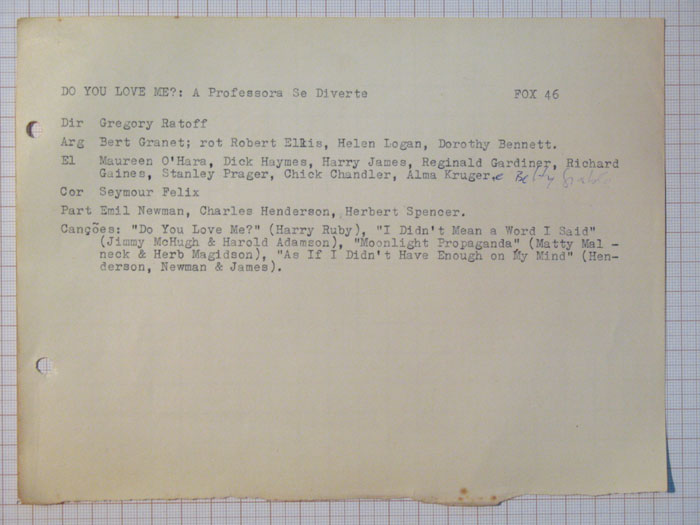 DO YOU LOVE ME?: A Professora Se Diverte FOX 46
Dir Gregory Ratoff
Arg Bert Granet; rot Robert Ellis, Helen Logan, Dorothy Bennett.
El Maureen O'Hara, Dick Haymes, Harry James, Reginald Gardiner, Richard
Gaines, Stanley Prager, Chick Chandler, Alma Kruger. e Betty Grable
Cor Seymour Felix
Part Emil Newman, Charles Henderson, Herbert Spencer.
Canções: "Do You Love Me?" (Harry Ruby), "I Didn't Mean a Word I Said"
(Jimmy McHugh & Harold Adamson), "Moonlight Propaganda" (Matty Mal -
neck & Herb Magidson), "As If I Didn't Have Enough on My Mind" (Hen-
derson, Newman & James).